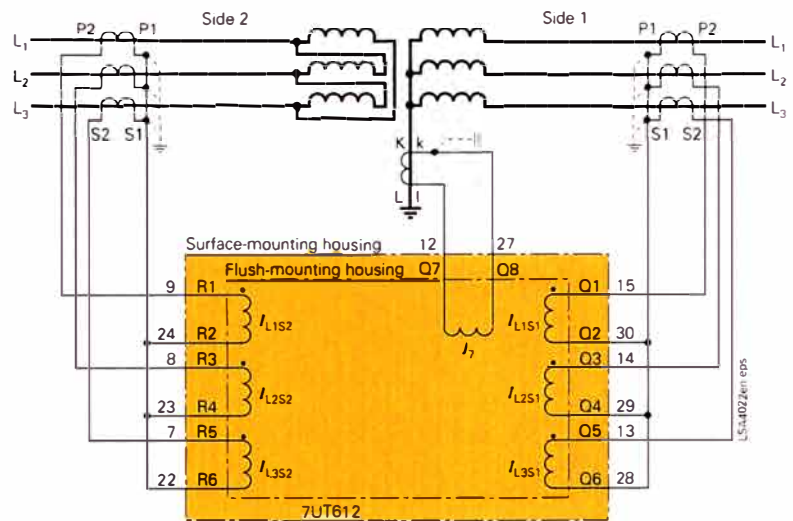 Side 2 Side 1
P2 P1 P1 P2
L1 L1
L2 L2
L3 L3
S2 S1 S1 S2
K k
L l
Surface-mounting housing 12 27
Flush-mounting housing Q7 Q8
9 R1 Q1 15
IL1S2 IL1S1
24 R2 I7 Q2 30
8 R3 Q3 14
IL2S2 IL2S1
23 R4 Q4 29
7 R5 Q5 13
IL3S2 IL3S1
22 R6 Q6 28
7UT612
LSA4022en eps